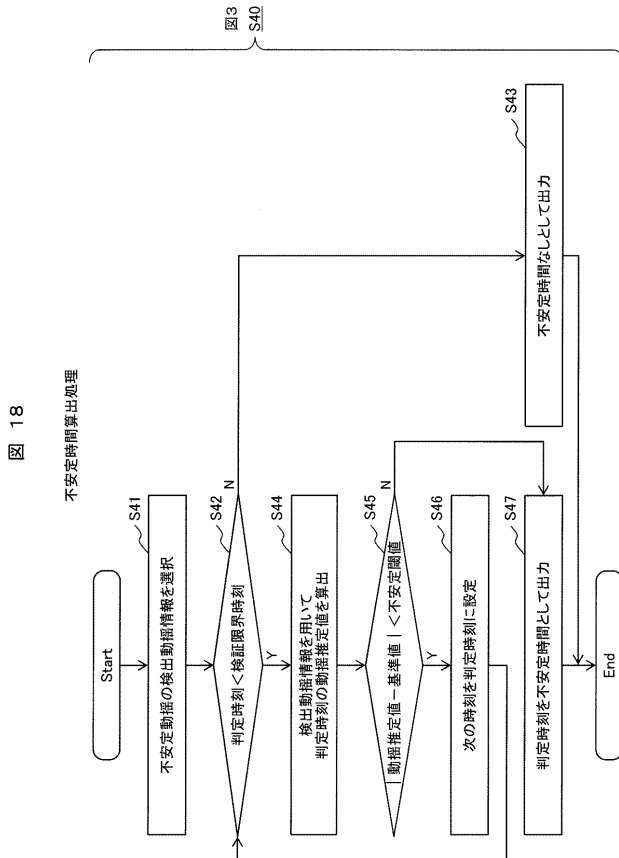 図 18
不安定時間算出処理
図3
S40
Start
S41
不安定動揺の検出動揺情報を選択
S42
判定時刻<検証限界時刻
N
Y
S44
検出動揺情報を用いて
判定時刻の動揺推定値を算出
S45
|動揺推定値-基準値|<不安定閾値
N
Y
S46
次の時刻を判定時刻に設定
S47
判定時刻を不安定時間として出力
S43
不安定時間なしとして出力
End